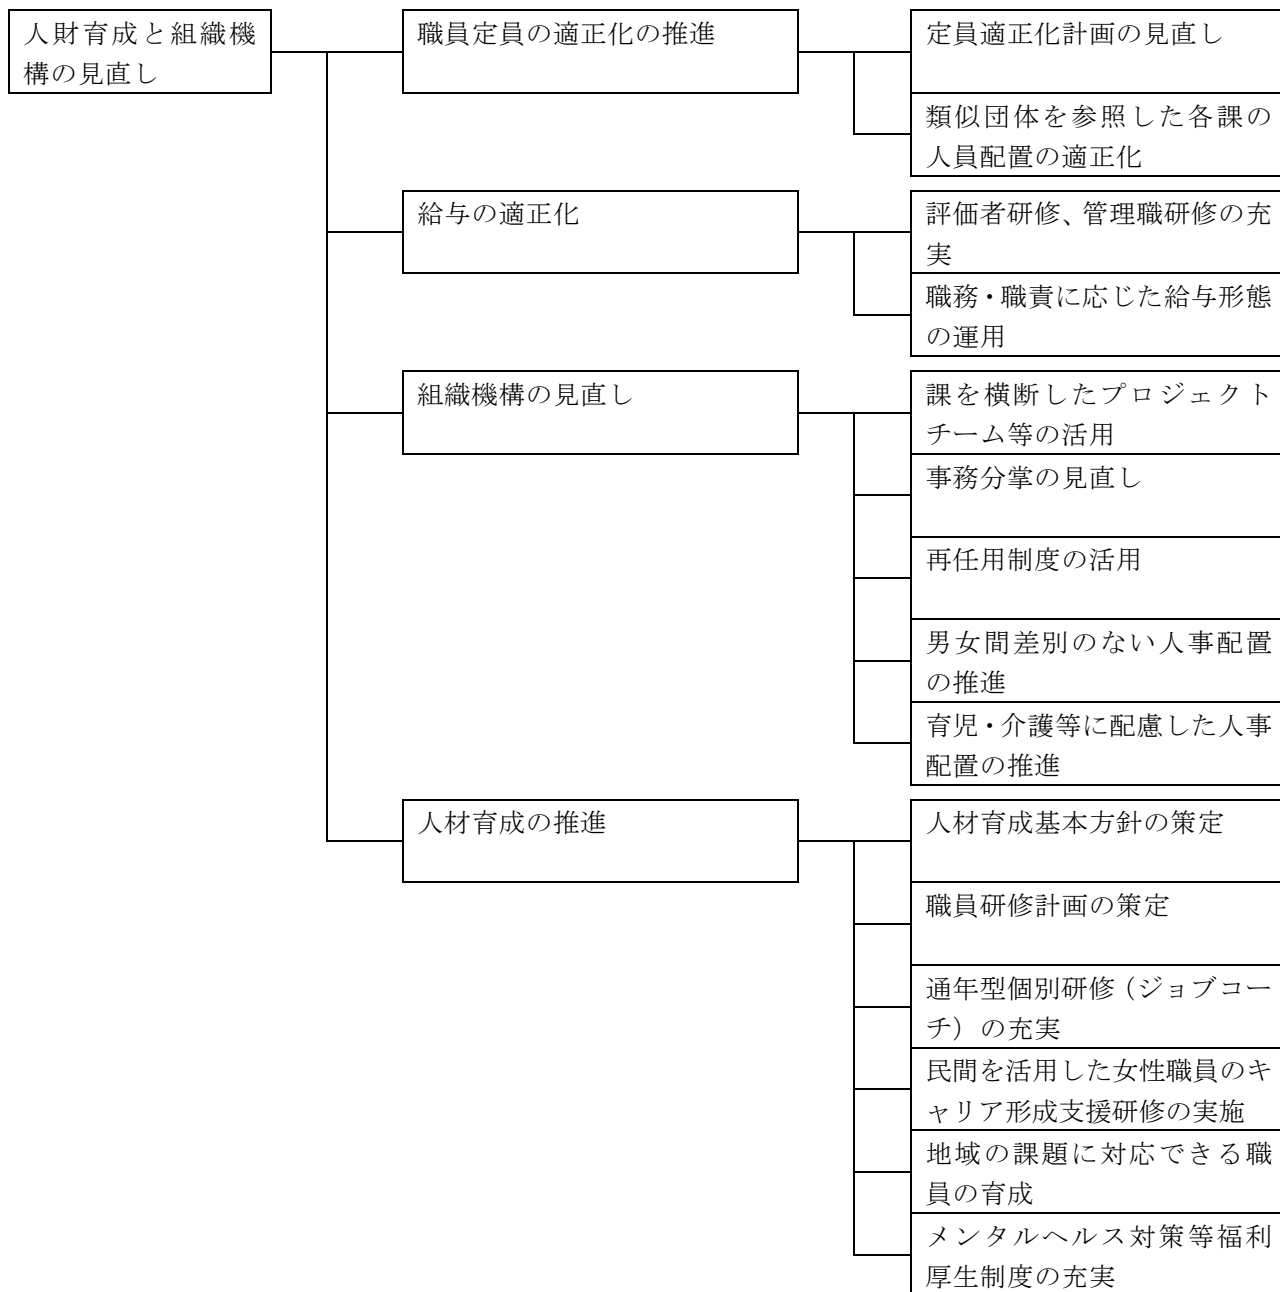 人財育成と組織機
構の見直し
職員定員の適正化の推進
定員適正化計画の見直し
類似団体を参照した各課の
人員配置の適正化
給与の適正化
評価者研修、管理職研修の充
実
職務・職責に応じた給与形態
の運用
組織機構の見直し
課を横断したプロジェクト
チーム等の活用
事務分掌の見直し
再任用制度の活用
男女間差別のない人事配置
の推進
育児・介護等に配慮した人事
配置の推進
人材育成の推進
人材育成基本方針の策定
職員研修計画の策定
通年型個別研修（ジョブコー
チ）の充実
民間を活用した女性職員のキ
ャリア形成支援研修の実施
地域の課題に対応できる職
員の育成
メンタルヘルス対策等福利
厚生制度の充実